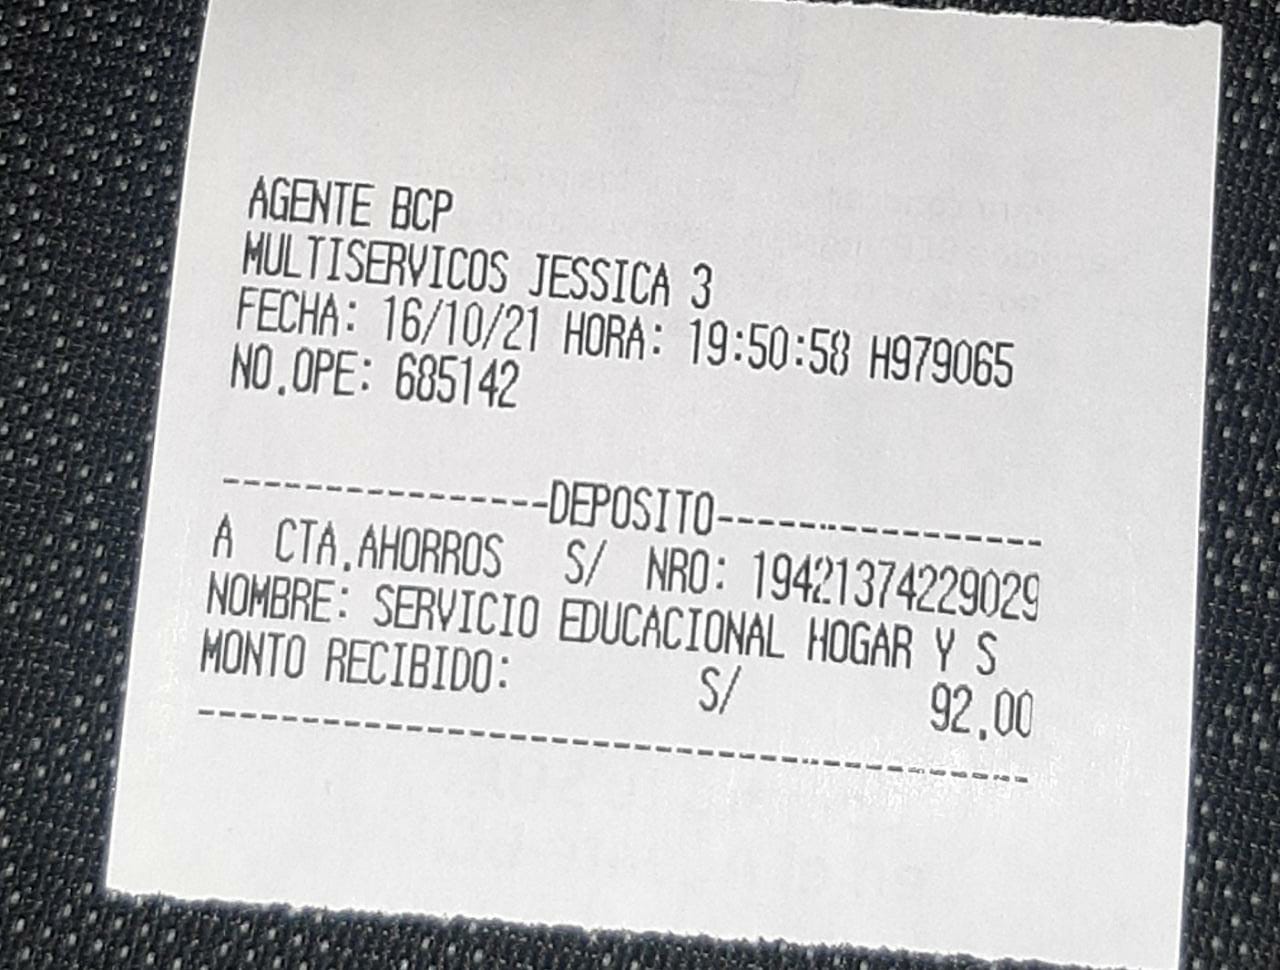 AGENTE BCP
MULTISERVICOS JESSICA 3
FECHA: 16/10/21 HORA: 19:50:58 H979065
NO.OPE: 685142
----------------DEPOSITO----------------
A CTA.AHORROS S/ NRO: 19421374229029
NOMBRE: SERVICIO EDUCACIONAL HOGAR Y S
MONTO RECIBIDO: S/ 92.00
----------------------------------------